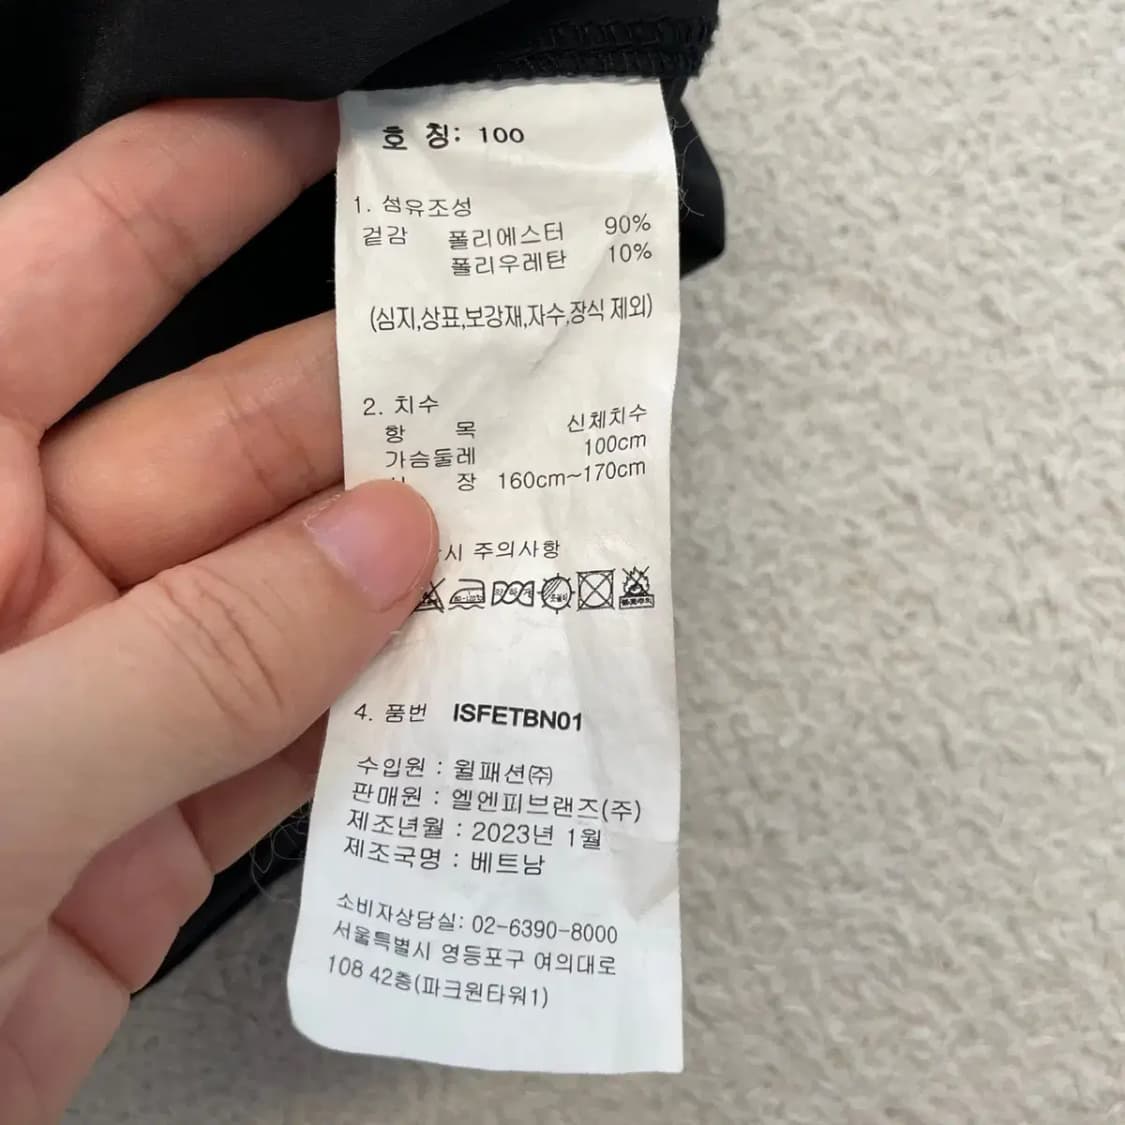 호 칭: 100
1. 섬유조성
겉감 폴리에스터 90%
폴리우레탄 10%
(심지,상표,보강재,자수,장식 제외)
2. 치수
항 목 신체치수
가슴둘레 100cm
장 160cm~170cm
시 주의사항
4. 품번 ISFETBN01
수입원 : 윌패션㈜
판매원 : 엘엔피브랜즈(주)
제조년월 : 2023년 1월
제조국명 : 베트남
소비자상담실: 02-6390-8000
서울특별시 영등포구 여의대로
108 42층(파크원타워1)